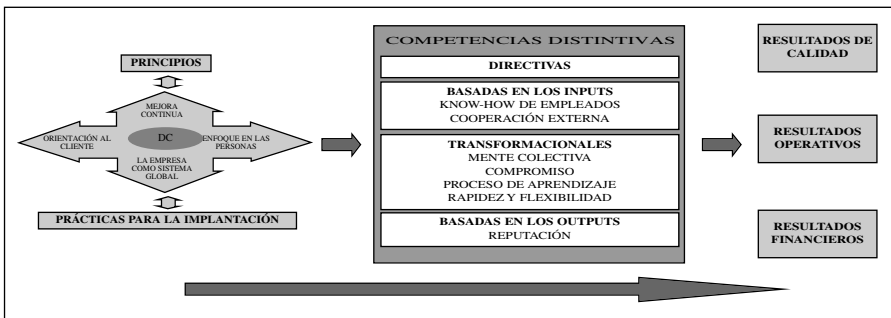 PRINCIPIOS
MEJORA
CONTINUA
ORIENTACIÓN AL
CLIENTE
DC
ENFOQUE EN LAS
PERSONAS
LA EMPRESA
COMO SISTEMA
GLOBAL
PRÁCTICAS PARA LA IMPLANTACIÓN
COMPETENCIAS DISTINTIVAS
DIRECTIVAS
BASADAS EN LOS INPUTS
KNOW-HOW DE EMPLEADOS
COOPERACIÓN EXTERNA
TRANSFORMACIONALES
MENTE COLECTIVA
COMPROMISO
PROCESO DE APRENDIZAJE
RAPIDEZ Y FLEXIBILIDAD
BASADAS EN LOS OUTPUTS
REPUTACIÓN
RESULTADOS DE
CALIDAD
RESULTADOS
OPERATIVOS
RESULTADOS
FINANCIEROS